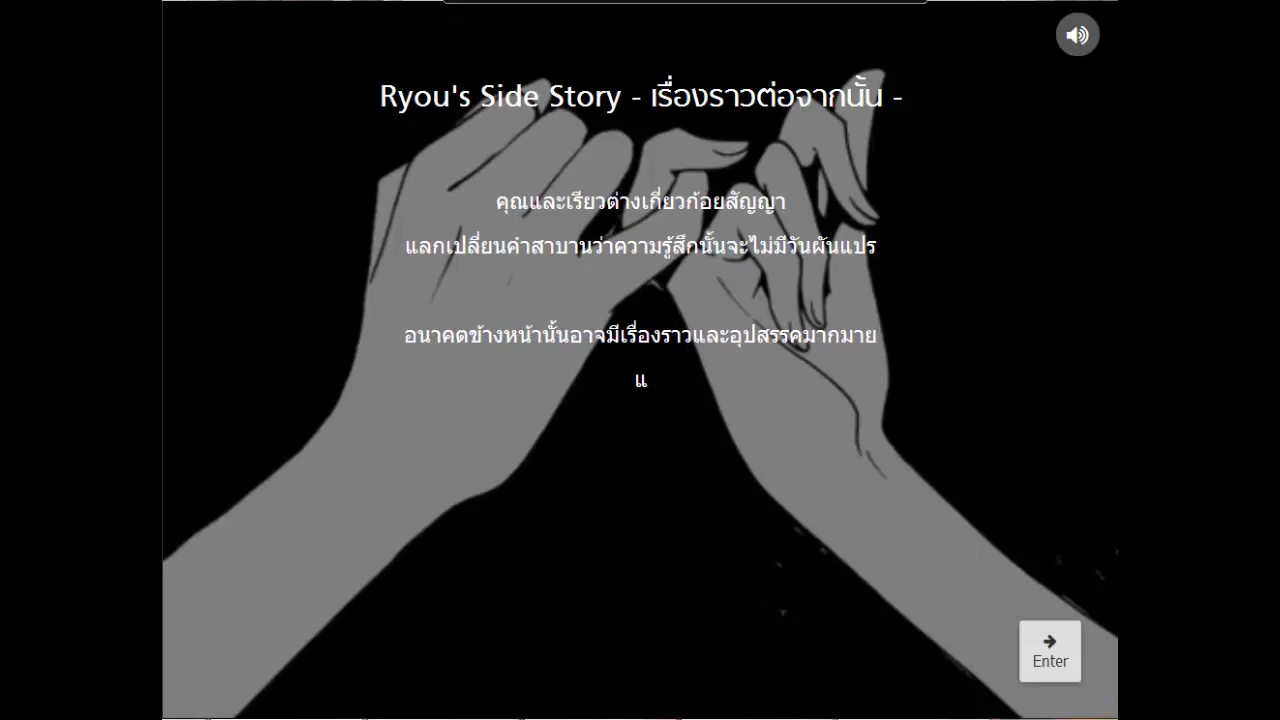 Ryou's Side Story - เรื่องราวต่อจากนั้น -
คุณและเรียวต่างเกี่ยวก้อยสัญญา
แลกเปลี่ยนคำสาบานว่าความรู้สึกนั้นจะไม่มีวันผันแปร
อนาคตข้างหน้านั้นอาจมีเรื่องราวและอุปสรรคมากมาย
แ
Enter